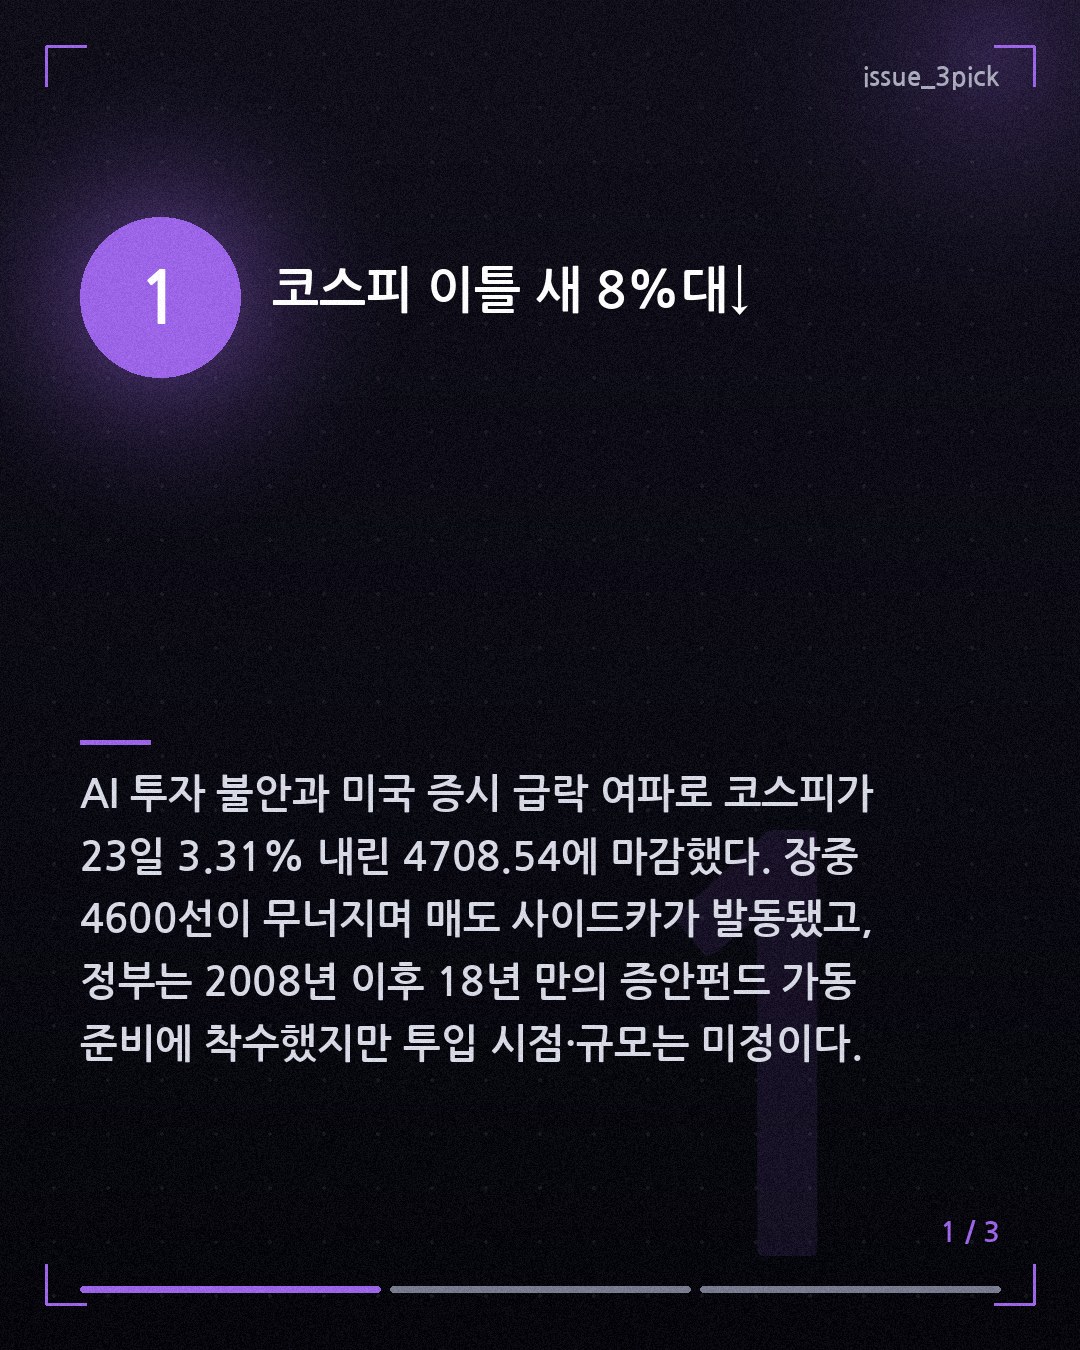 issue_3pick
1
코스피 이틀 새 8%대↓
AI 투자 불안과 미국 증시 급락 여파로 코스피가
23일 3.31% 내린 4708.54에 마감했다. 장중
4600선이 무너지며 매도 사이드카가 발동됐고,
정부는 2008년 이후 18년 만의 증안펀드 가동
준비에 착수했지만 투입 시점·규모는 미정이다.
1
1 / 3